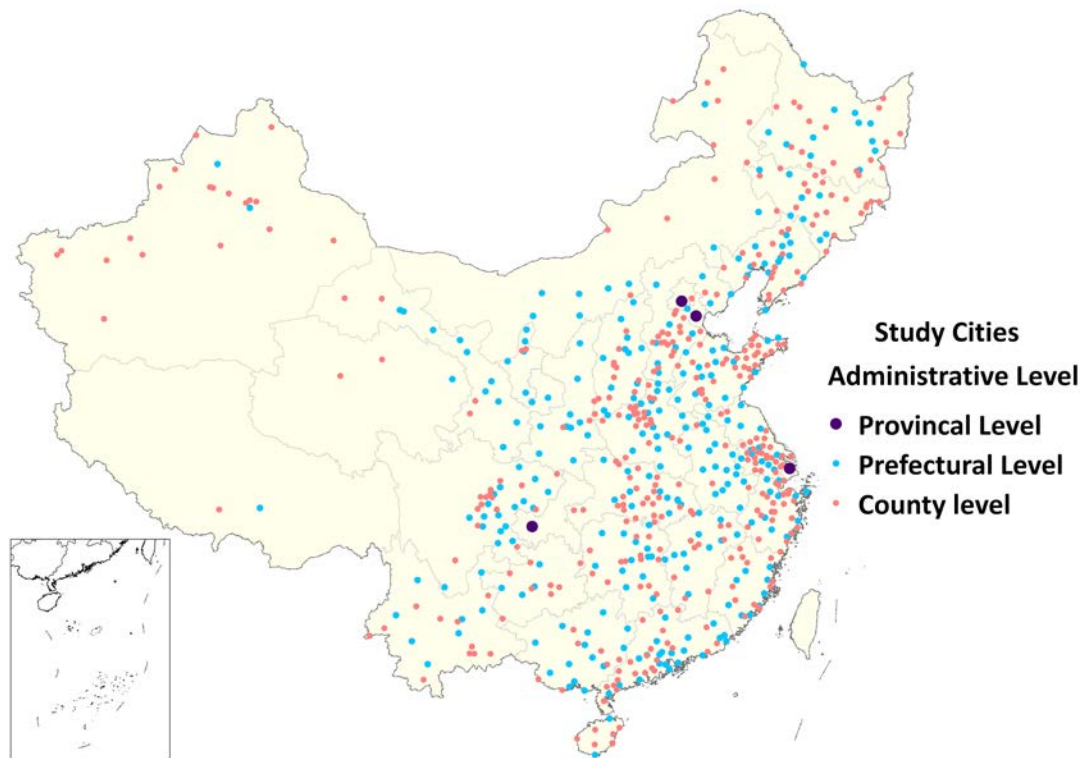 Study Cities
Administrative Level
Provincal Level
Prefectural Level
County level